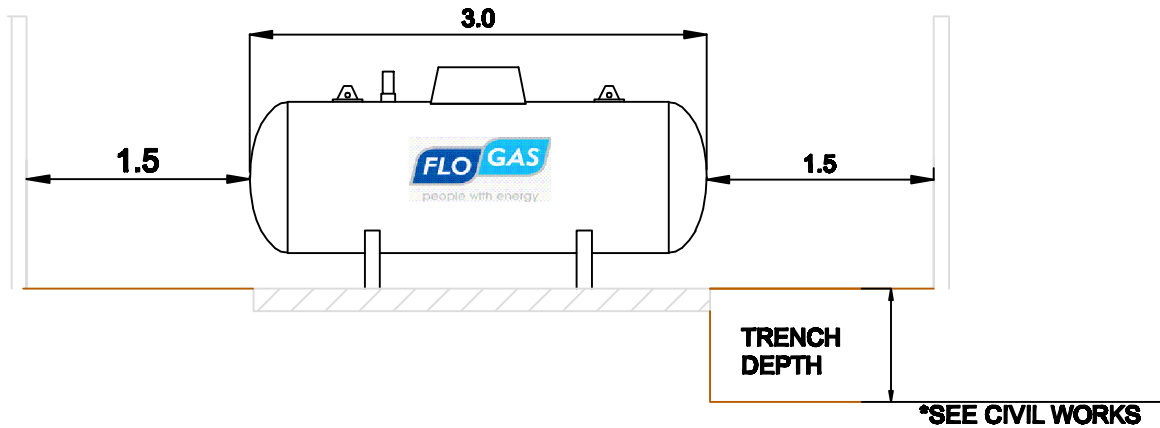 3.0
1.5
FLO GAS
people with energy
1.5
TRENCH
DEPTH
*SEE CIVIL WORKS